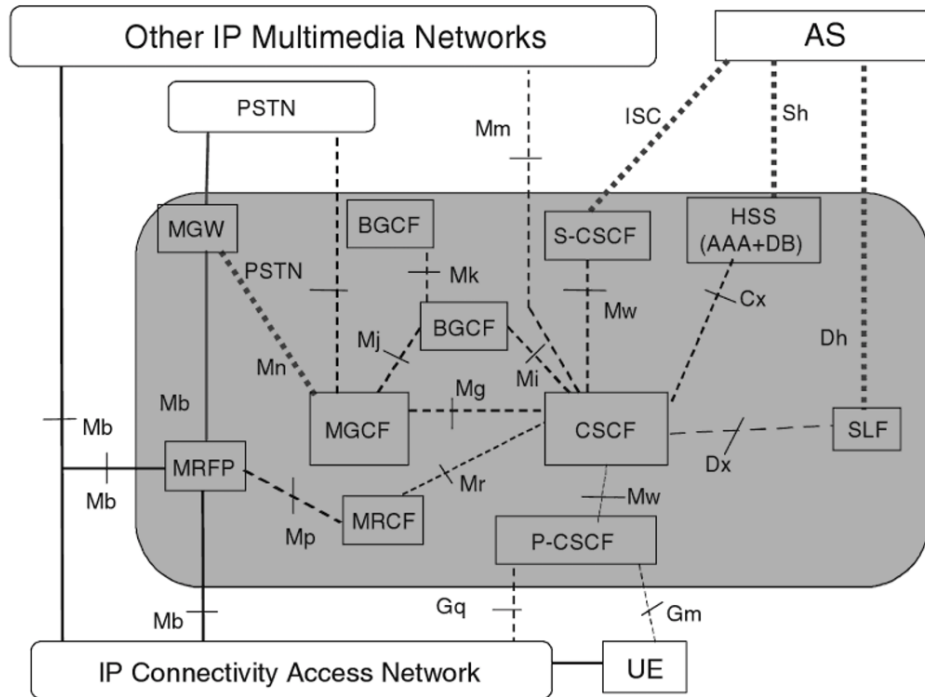 Other IP Multimedia Networks
AS
PSTN
Mm
ISC
Sh
MGW
BGCF
S-CSCF
HSS
(AAA+DB)
PSTN
Mk
Mw
Cx
BGCF
Mj
Mi
Dh
Mn
Mg
Mb
MGCF
CSCF
SLF
Mb
MRFP
Mr
Dx
Mb
Mp
MRCF
Mw
P-CSCF
Mb
Gq
Gm
IP Connectivity Access Network
UE